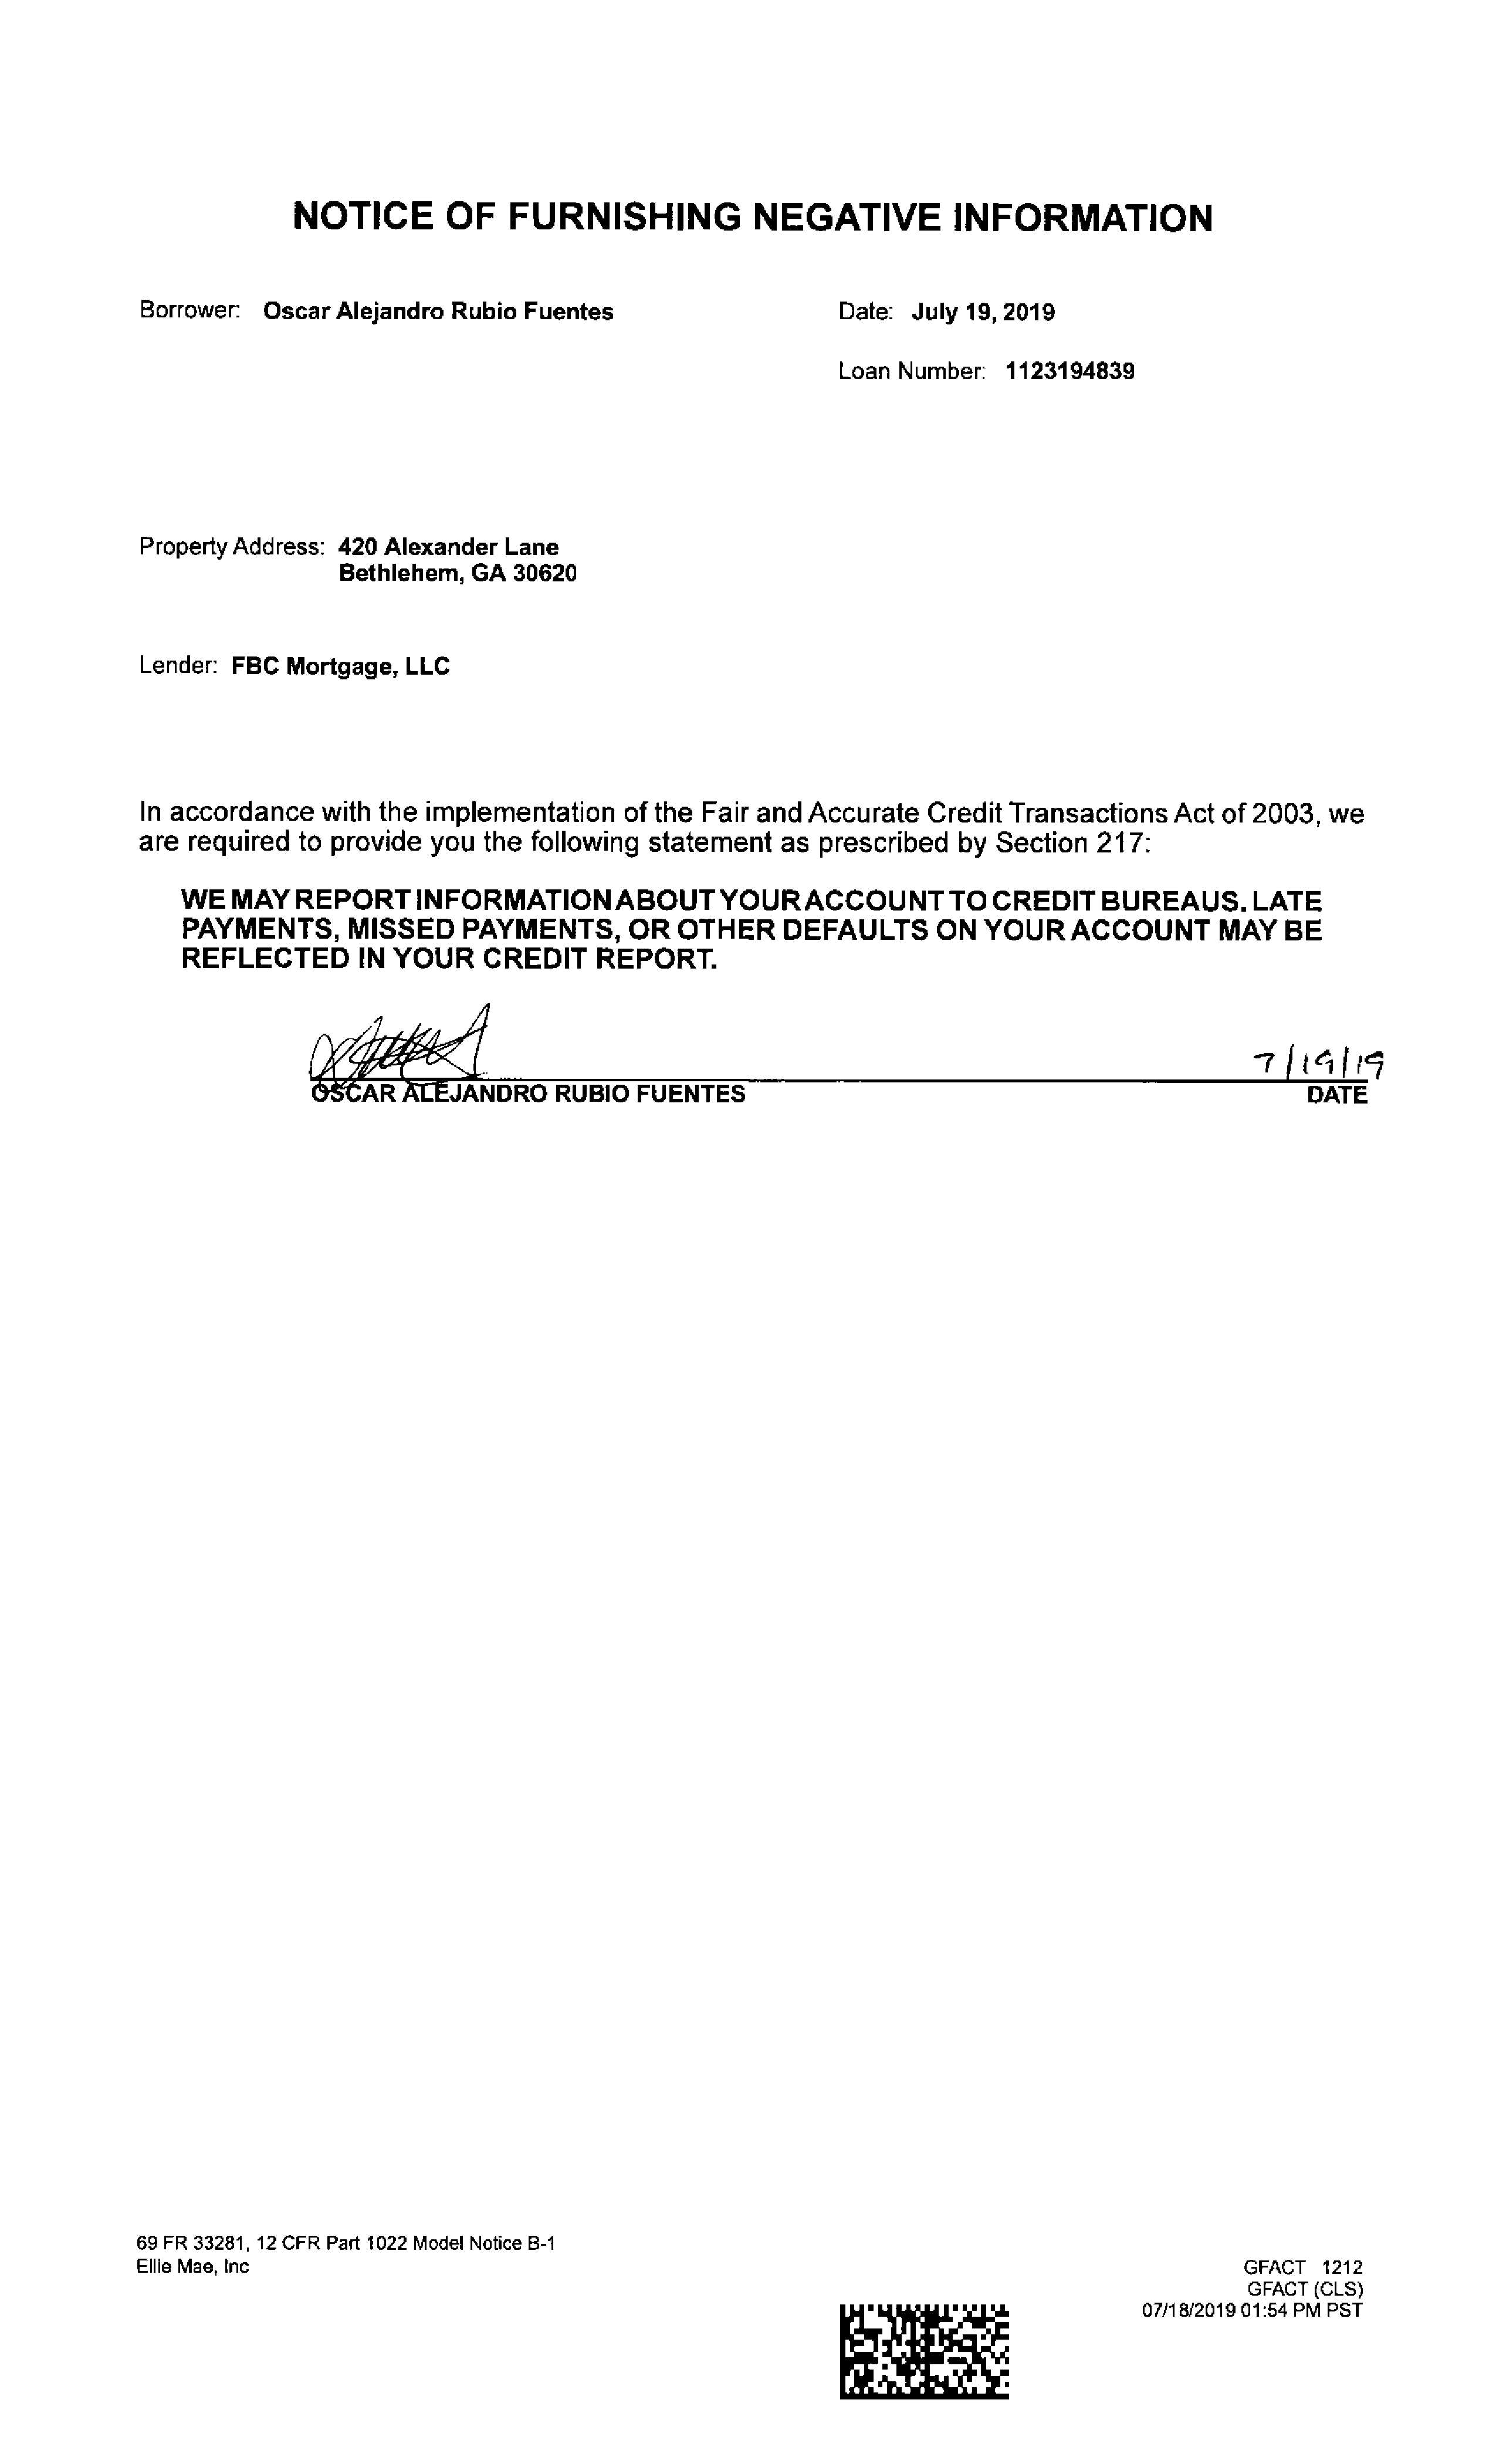 NOTICE OF FURNISHING NEGATIVE INFORMATION
Borrower: Oscar Alejandro Rubio Fuentes
Date: July 19, 2019
Loan Number: 1123194839
Property Address: 420 Alexander Lane
Bethlehem, GA 30620
Lender: FBC Mortgage, LLC
In accordance with the implementation of the Fair and Accurate Credit Transactions Act of 2003, we
are required to provide you the following statement as prescribed by Section 217:
WE MAY REPORT INFORMATION ABOUT YOUR ACCOUNT TO CREDIT BUREAUS. LATE
PAYMENTS, MISSED PAYMENTS, OR OTHER DEFAULTS ON YOUR ACCOUNT MAY BE
REFLECTED IN YOUR CREDIT REPORT.
7/19/19
OSCAR ALEJANDRO RUBIO FUENTES DATE
69 FR 33281, 12 CFR Part 1022 Model Notice B-1
Ellie Mae, Inc
GFACT 1212
GFACT (CLS)
07/18/2019 01:54 PM PST